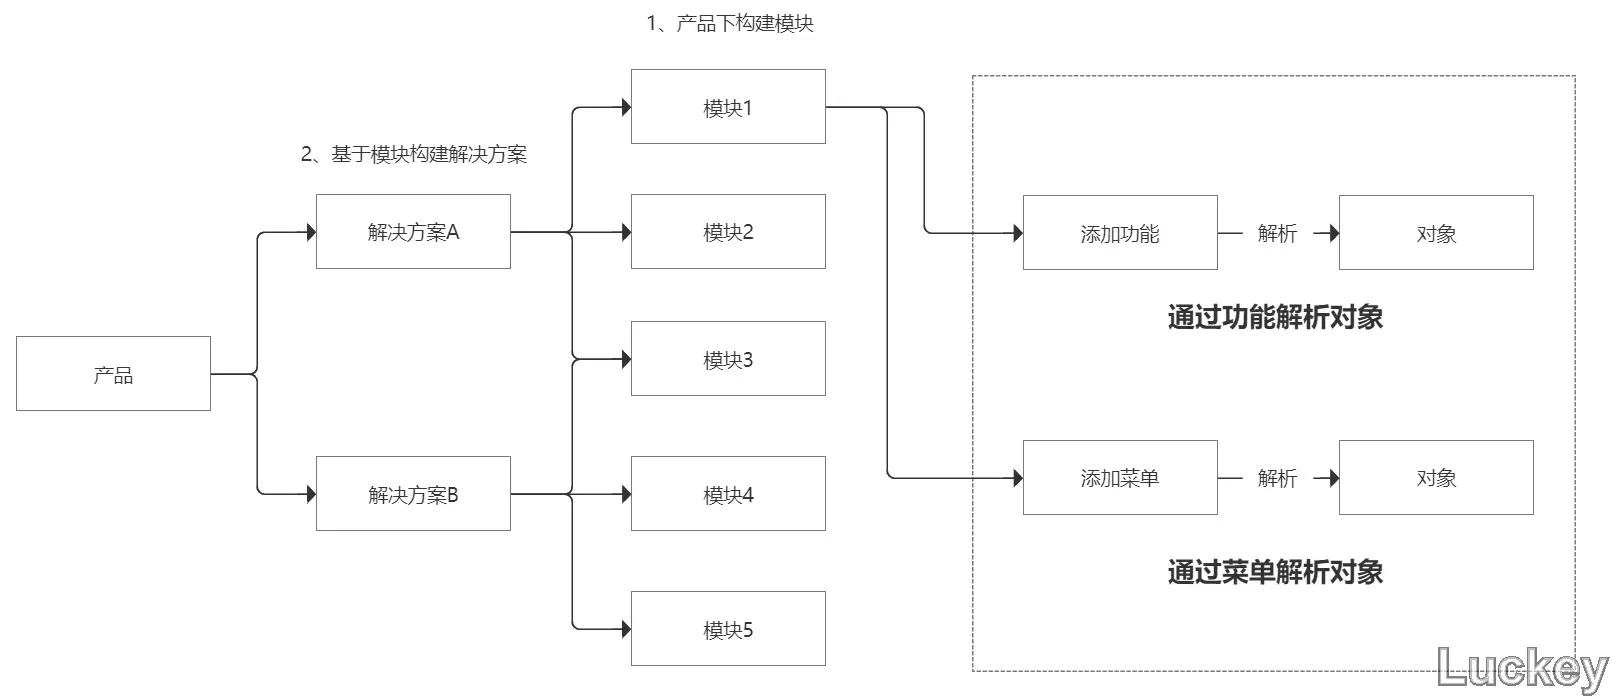 1、产品下构建模块
模块1
2、基于模块构建解决方案
解决方案A
模块2
添加功能
解析
对象
通过功能解析对象
模块3
产品
解决方案B
模块4
添加菜单
解析
对象
通过菜单解析对象
模块5
Luckey